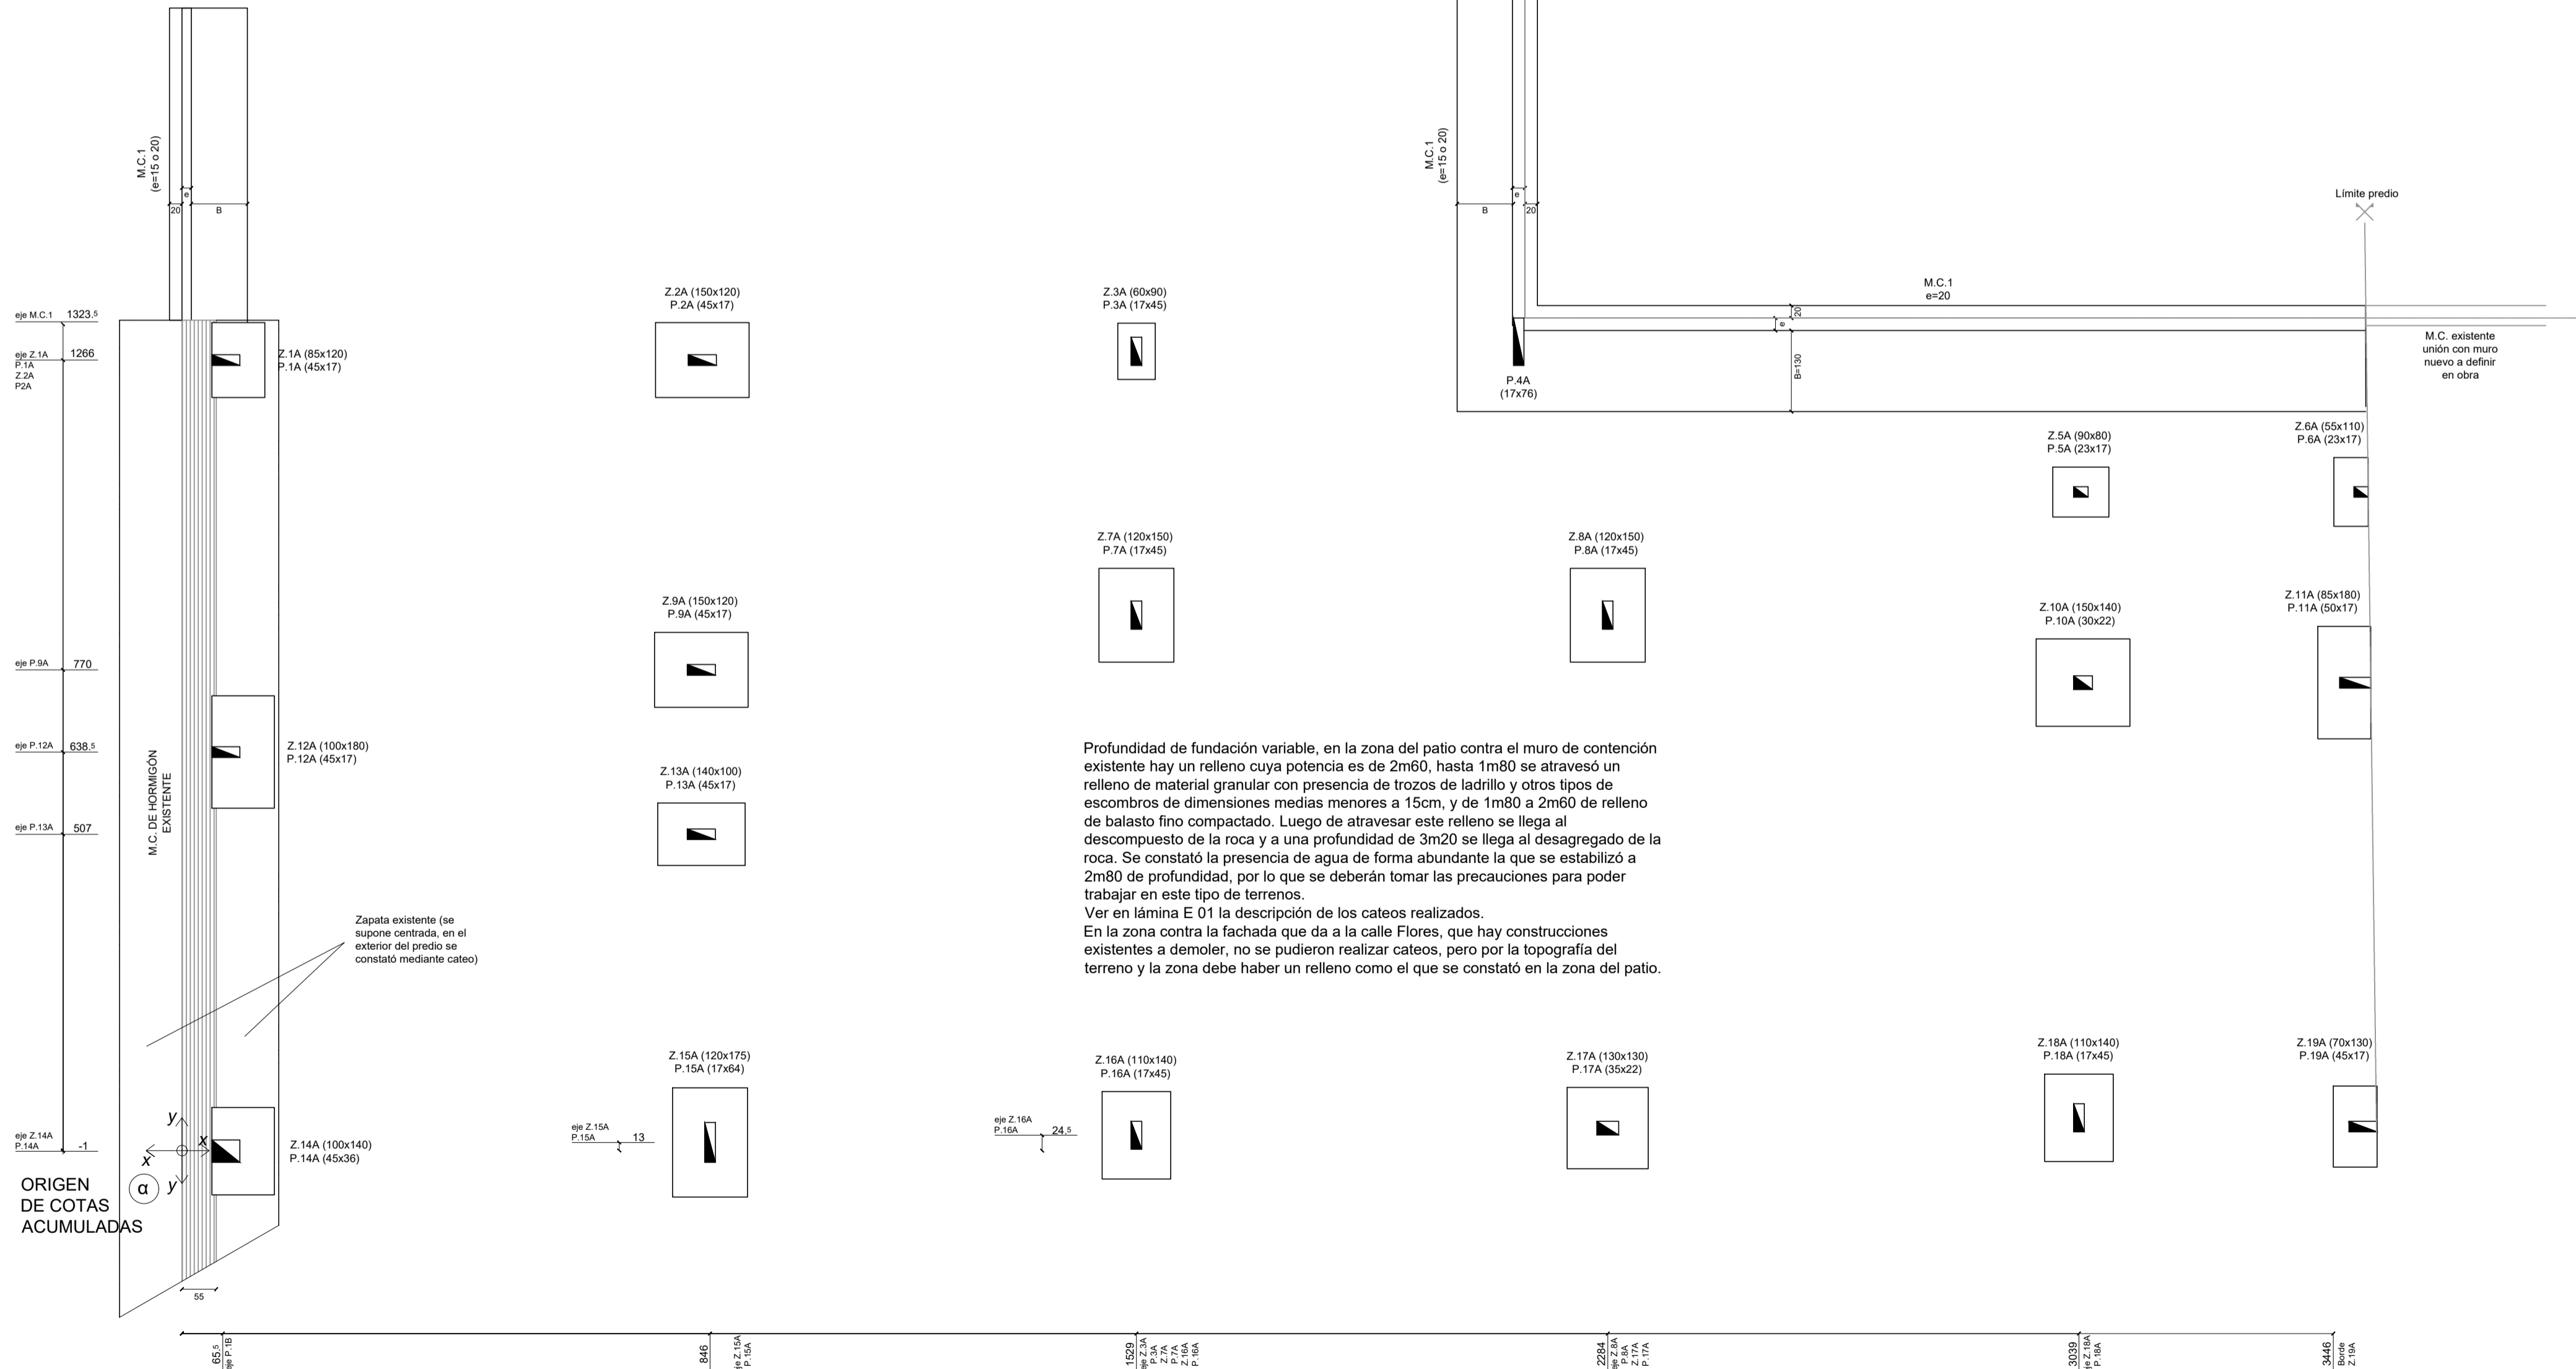 M.C.1
(e=15 o 20)
e
20
B
M.C.1
(e=15 o 20)
e
B
20
Límite predio
M.C.1
e=20
20
e
B=130
M.C. existente
unión con muro
nuevo a definir
en obra
eje M.C.1 1323.5
eje Z.1A 1266
P.1A
Z.2A
P2A
Z.1A (85x120)
P.1A (45x17)
Z.2A (150x120)
P.2A (45x17)
Z.3A (60x90)
P.3A (17x45)
P.4A
(17x76)
Z.5A (90x80)
P.5A (23x17)
Z.6A (55x110)
P.6A (23x17)
Z.7A (120x150)
P.7A (17x45)
Z.8A (120x150)
P.8A (17x45)
Z.9A (150x120)
P.9A (45x17)
Z.10A (150x140)
P.10A (30x22)
Z.11A (85x180)
P.11A (50x17)
eje P.9A 770
eje P.12A 638.5
Z.12A (100x180)
P.12A (45x17)
M.C. DE HORMIGÓN
EXISTENTE
Z.13A (140x100)
P.13A (45x17)
eje P.13A 507
Profundidad de fundación variable, en la zona del patio contra el muro de contención
existente hay un relleno cuya potencia es de 2m60, hasta 1m80 se atravesó un
relleno de material granular con presencia de trozos de ladrillo y otros tipos de
escombros de dimensiones medias menores a 15cm, y de 1m80 a 2m60 de relleno
de balasto fino compactado. Luego de atravesar este relleno se llega al
descompuesto de la roca y a una profundidad de 3m20 se llega al desagregado de la
roca. Se constató la presencia de agua de forma abundante la que se estabilizó a
2m80 de profundidad, por lo que se deberán tomar las precauciones para poder
trabajar en este tipo de terrenos.
Ver en lámina E 01 la descripción de los cateos realizados.
En la zona contra la fachada que da a la calle Flores, que hay construcciones
existentes a demoler, no se pudieron realizar cateos, pero por la topografía del
terreno y la zona debe haber un relleno como el que se constató en la zona del patio.
Zapata existente (se
supone centrada, en el
exterior del predio se
constató mediante cateo)
eje Z.14A
P.14A -1
y
x
x
y
α
ORIGEN
DE COTAS
ACUMULADAS
Z.14A (100x140)
P.14A (45x36)
eje Z.15A
P.15A 13
Z.15A (120x175)
P.15A (17x64)
eje Z.16A
P.16A 24.5
Z.16A (110x140)
P.16A (17x45)
Z.17A (130x130)
P.17A (35x22)
Z.18A (110x140)
P.18A (17x45)
Z.19A (70x130)
P.19A (45x17)
55
65.5
eje P.1B
846
eje Z.15A
P.15A
1529
eje Z.3A
P.3A
Z.7A
P.7A
Z.16A
P.16A
2284
eje Z.8A
P.8A
Z.17A
P.17A
3039
eje Z.18A
P.18A
3446
Borde
Z.19A